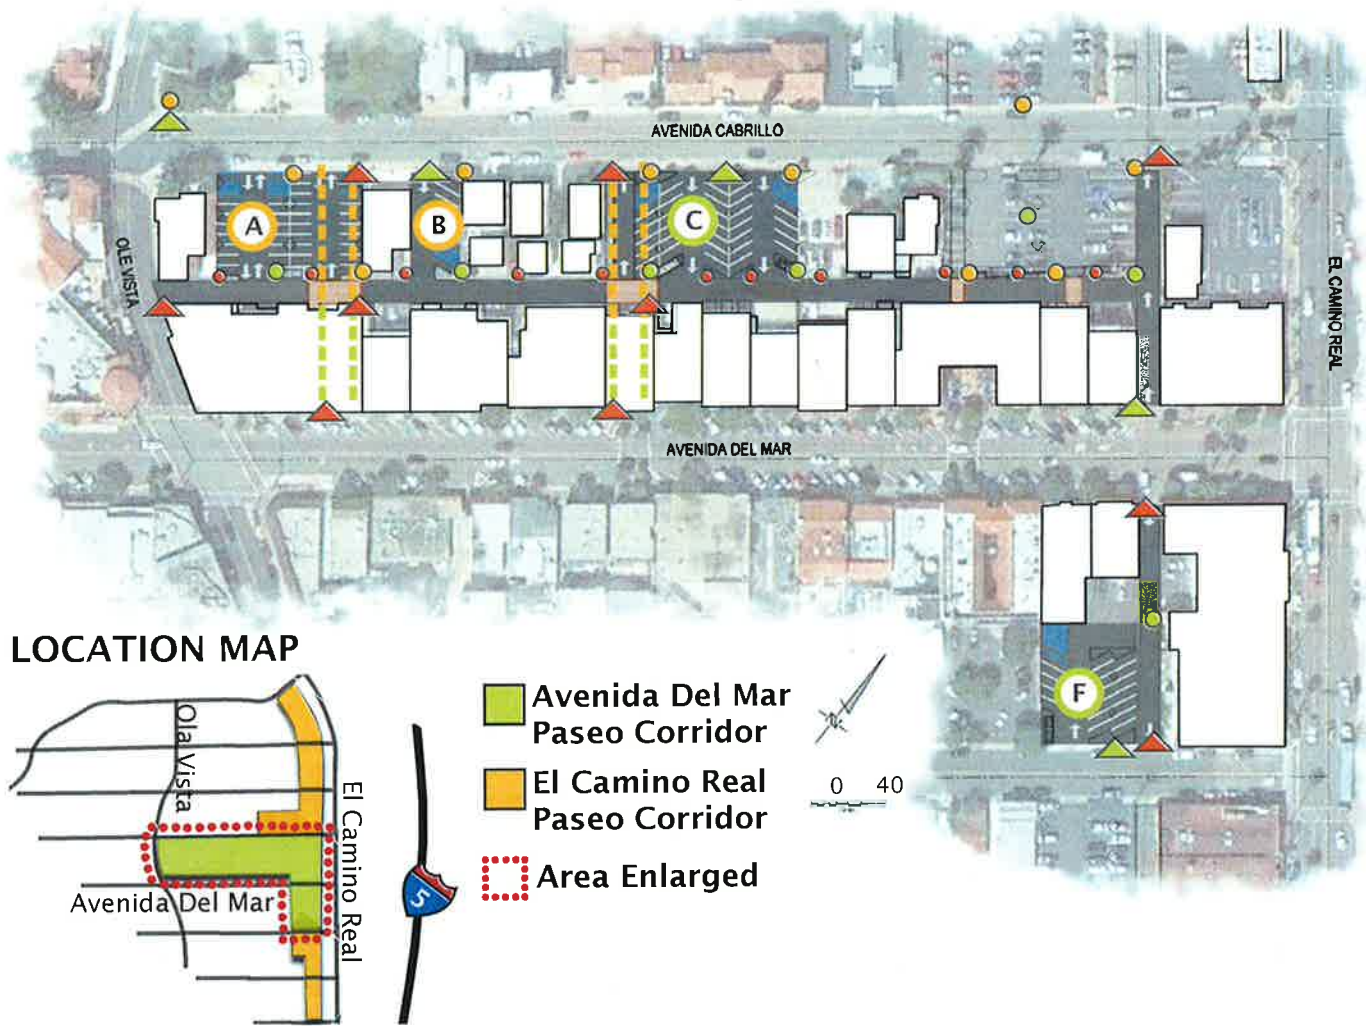 AVENIDA CABRILLO
A
B
C
OLE VISTA
EL CAMINO REAL
AVENIDA DEL MAR
F
LOCATION MAP
Ola Vista
El Camino Real
Avenida Del Mar
5
Avenida Del Mar
Paseo Corridor
El Camino Real
Paseo Corridor
Area Enlarged
N
0 40